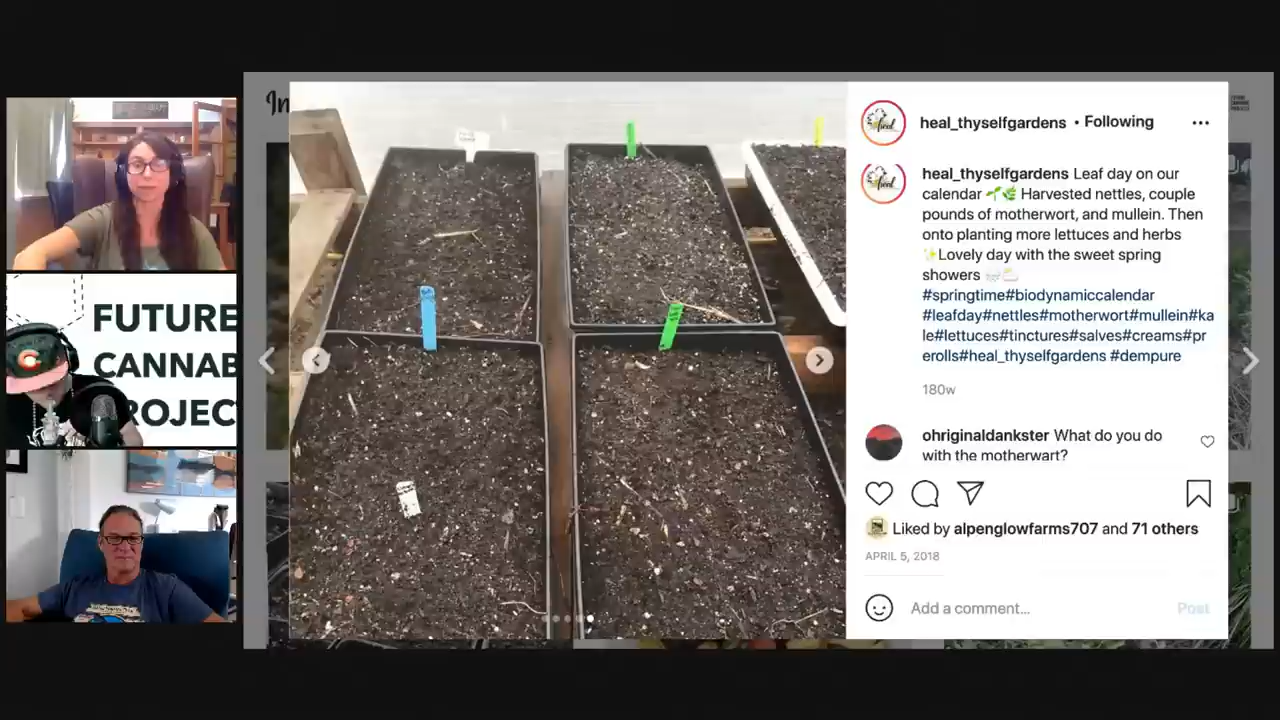 FUTURE
CANNAB
PROJEC
In
heal_thyselfgardens • Following
heal_thyselfgardens Leaf day on our
calendar 🌱🌿 Harvested nettles, couple
pounds of motherwort, and mullein. Then
onto planting more lettuces and herbs
✨Lovely day with the sweet spring
showers 🌧⛅
#springtime#biodynamiccalendar
#leafday#nettles#motherwort#mullein#ka
le#lettuces#tinctures#salves#creams#pr
erolls#heal_thyselfgardens #dempure
180w
ohriginaldankster What do you do
with the motherwart?
Liked by alpenglowfarms707 and 71 others
APRIL 5, 2018
Add a comment...
Post